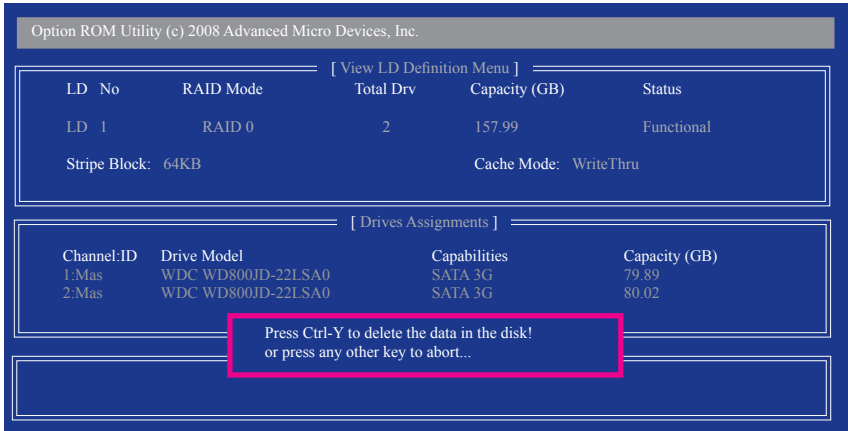 Option ROM Utility (c) 2008 Advanced Micro Devices, Inc.
[ View LD Definition Menu ]
LD No RAID Mode Total Drv Capacity (GB) Status
LD 1 RAID 0 2 157.99 Functional
Stripe Block: 64KB Cache Mode: WriteThru
[ Drives Assignments ]
Channel:ID Drive Model Capabilities Capacity (GB)
1:Mas WDC WD800JD-22LSA0 SATA 3G 79.89
2:Mas WDC WD800JD-22LSA0 SATA 3G 80.02
Press Ctrl-Y to delete the data in the disk!
or press any other key to abort...